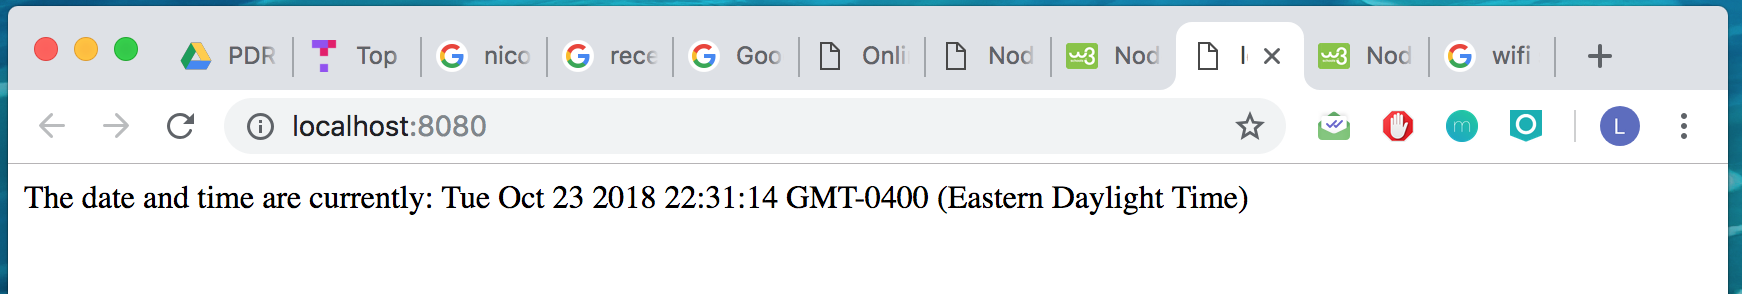 PDR Top nico rece Goo Onli Nod Nod Nod wifi
localhost:8080 L
The date and time are currently: Tue Oct 23 2018 22:31:14 GMT-0400 (Eastern Daylight Time)